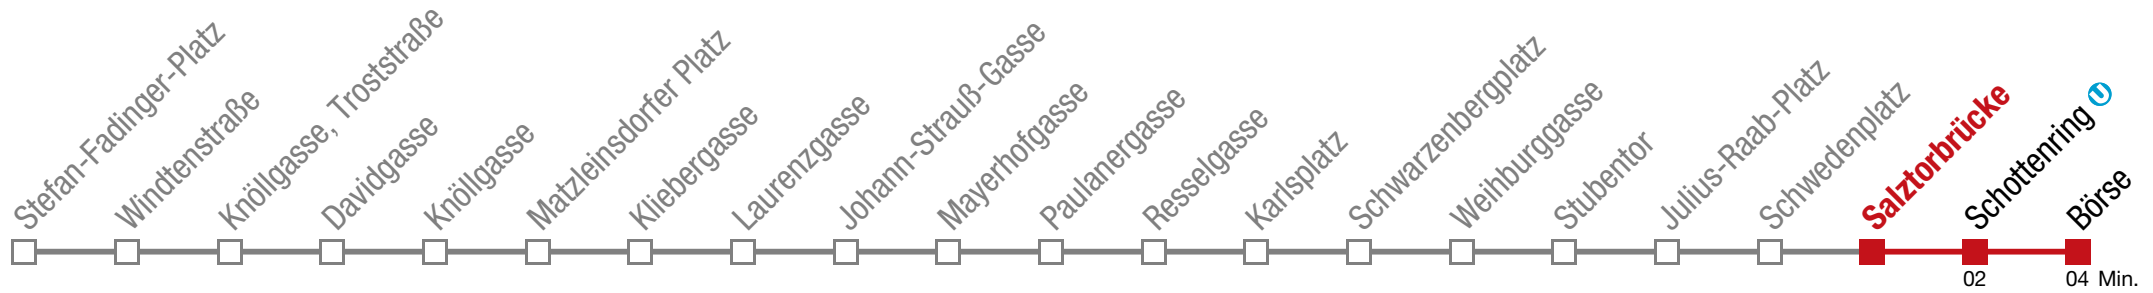 Stefan-Fadinger-Platz
Windtenstraße
Knöllgasse, Troststraße
Davidgasse
Knöllgasse
Matzleinsdorfer Platz
Kliebergasse
Laurenzgasse
Johann-Strauß-Gasse
Mayerhofgasse
Paulanergasse
Resselgasse
Karlsplatz
Schwarzenbergplatz
Weihburggasse
Stubentor
Julius-Raab-Platz
Schwedenplatz
Salztorbrücke
Schottenring U
Börse
02
04 Min.